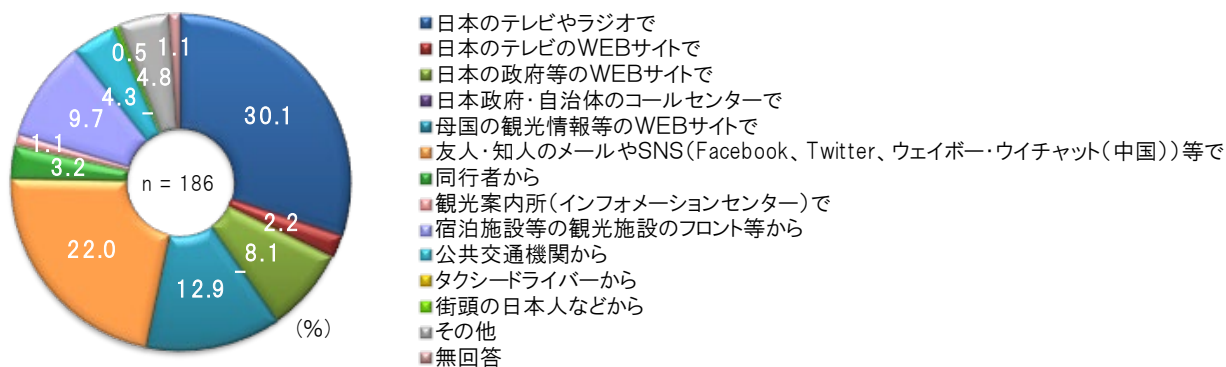 30.1
2.2
8.1
–
12.9
22.0
3.2
1.1
9.7
4.3
–
0.5
4.8
1.1
n = 186
(%)
日本のテレビやラジオで
日本のテレビのWEBサイトで
日本の政府等のWEBサイトで
日本政府・自治体のコールセンターで
母国の観光情報等のWEBサイトで
友人・知人のメールやSNS(Facebook、Twitter、ウェイボー・ウイチャット(中国))等で
同行者から
観光案内所(インフォメーションセンター)で
宿泊施設等の観光施設のフロント等から
公共交通機関から
タクシードライバーから
街頭の日本人などから
その他
無回答